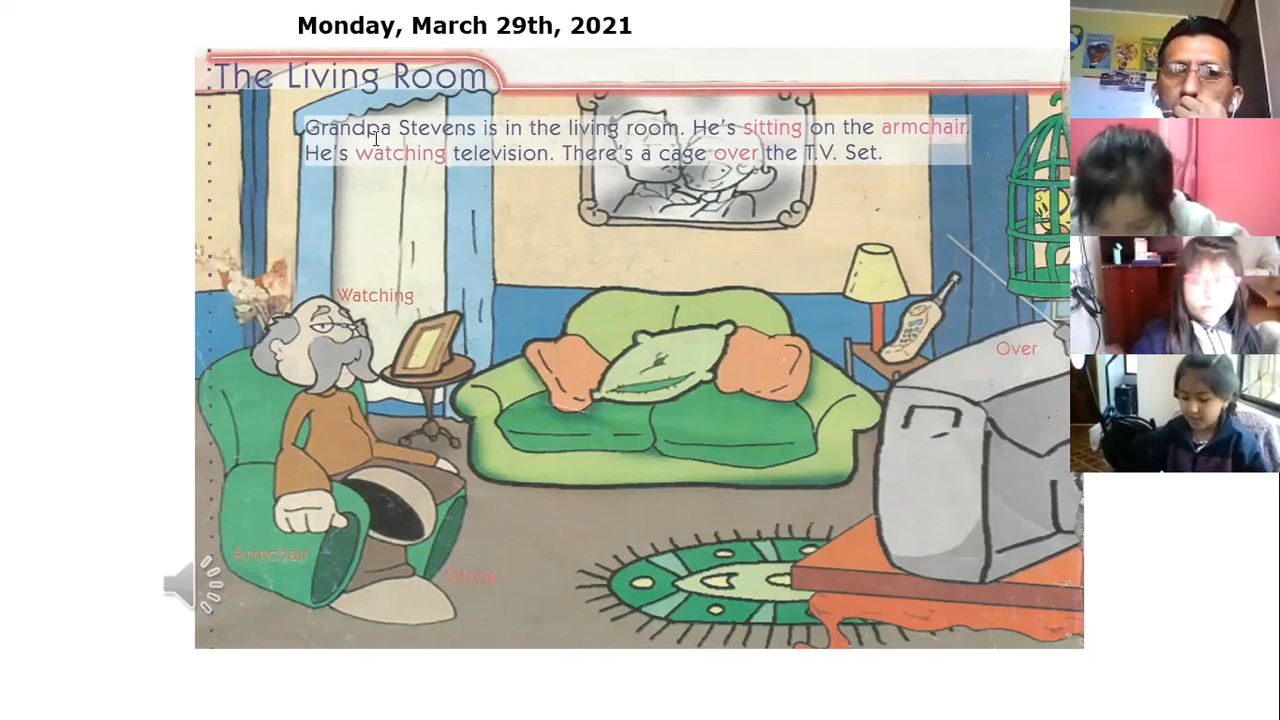 Monday, March 29th, 2021
The Living Room
Grandpa Stevens is in the living room. He's sitting on the armchair.
He's watching television. There's a cage over the T.V. Set.
Watching
Over
Armchair
Sitting